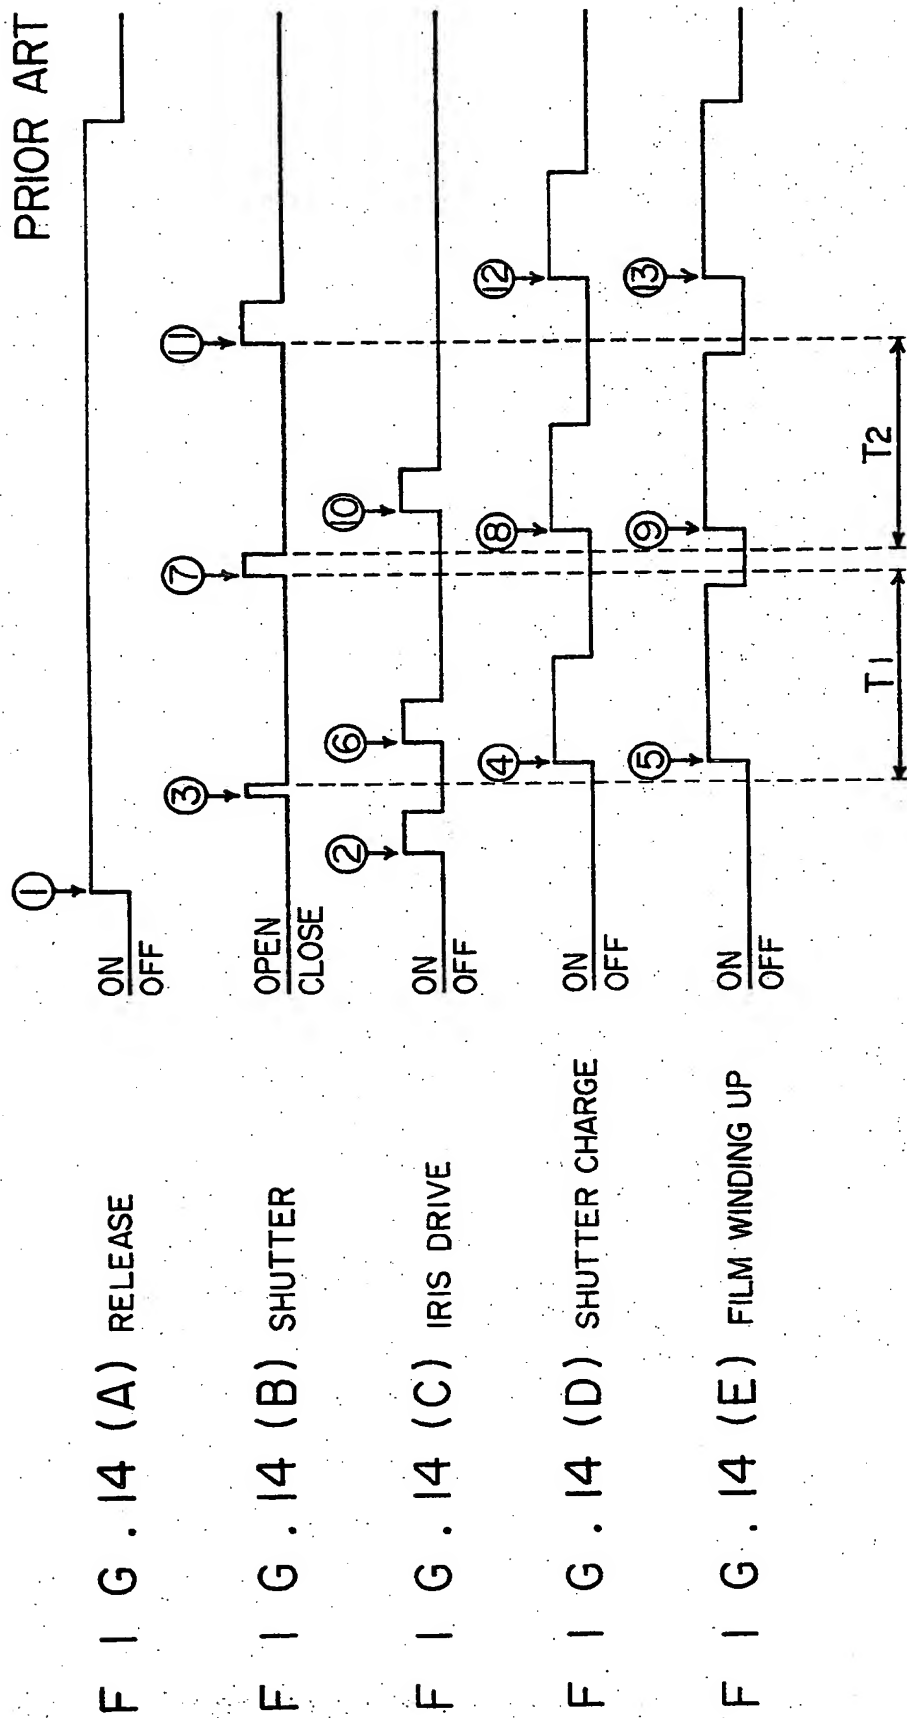 PRIOR ART
F I G . 14 (A) RELEASE
ON
OFF
①
F I G . 14 (B) SHUTTER
OPEN
CLOSE
③
⑦
⑪
F I G . 14 (C) IRIS DRIVE
ON
OFF
②
⑥
⑩
F I G . 14 (D) SHUTTER CHARGE
ON
OFF
④
⑧
⑫
F I G . 14 (E) FILM WINDING UP
ON
OFF
⑤
⑨
⑬
T1
T2